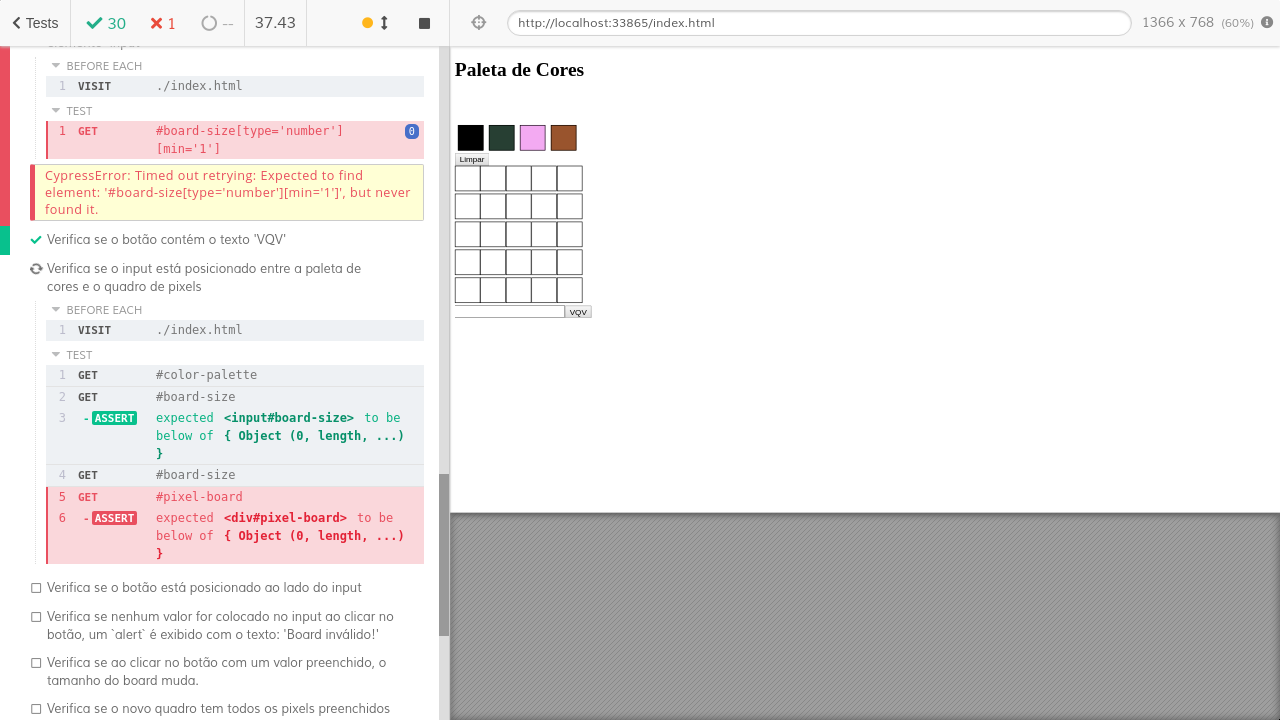 Tests
30
1
--
37.43
http://localhost:33865/index.html
1366 x 768 (60%)
BEFORE EACH
1 VISIT ./index.html
TEST
1 GET #board-size[type='number']
[min='1']
0
CypressError: Timed out retrying: Expected to find
element: '#board-size[type='number'][min='1']', but never
found it.
Verifica se o botão contém o texto 'VQV'
Verifica se o input está posicionado entre a paleta de
cores e o quadro de pixels
BEFORE EACH
1 VISIT ./index.html
TEST
1 GET #color-palette
2 GET #board-size
3 - ASSERT expected <input#board-size> to be
below of { Object (0, length, ...)
}
4 GET #board-size
5 GET #pixel-board
6 - ASSERT expected <div#pixel-board> to be
below of { Object (0, length, ...)
}
Verifica se o botão está posicionado ao lado do input
Verifica se nenhum valor for colocado no input ao clicar no
botão, um `alert` é exibido com o texto: 'Board inválido!'
Verifica se ao clicar no botão com um valor preenchido, o
tamanho do board muda.
Verifica se o novo quadro tem todos os pixels preenchidos
Paleta de Cores
Limpar
VQV